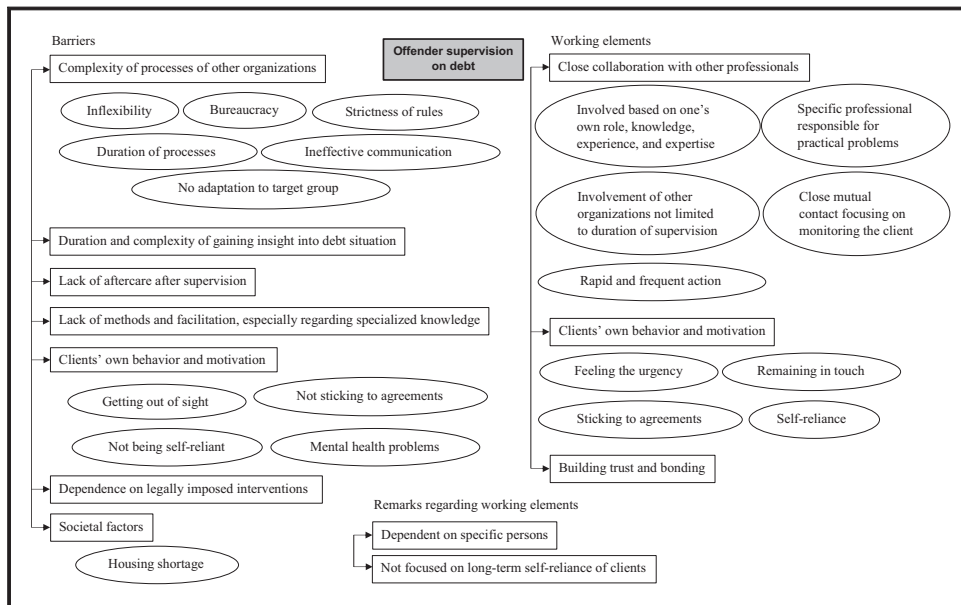 Offender supervision
on debt
Barriers
Complexity of processes of other organizations
Inflexibility
Bureaucracy
Strictness of rules
Duration of processes
Ineffective communication
No adaptation to target group
Duration and complexity of gaining insight into debt situation
Lack of aftercare after supervision
Lack of methods and facilitation, especially regarding specialized knowledge
Clients’ own behavior and motivation
Getting out of sight
Not sticking to agreements
Not being self-reliant
Mental health problems
Dependence on legally imposed interventions
Societal factors
Housing shortage
Working elements
Close collaboration with other professionals
Involved based on one’s
own role, knowledge,
experience, and expertise
Specific professional
responsible for
practical problems
Involvement of other
organizations not limited
to duration of supervision
Close mutual
contact focusing on
monitoring the client
Rapid and frequent action
Clients’ own behavior and motivation
Feeling the urgency
Remaining in touch
Sticking to agreements
Self-reliance
Building trust and bonding
Remarks regarding working elements
Dependent on specific persons
Not focused on long-term self-reliance of clients